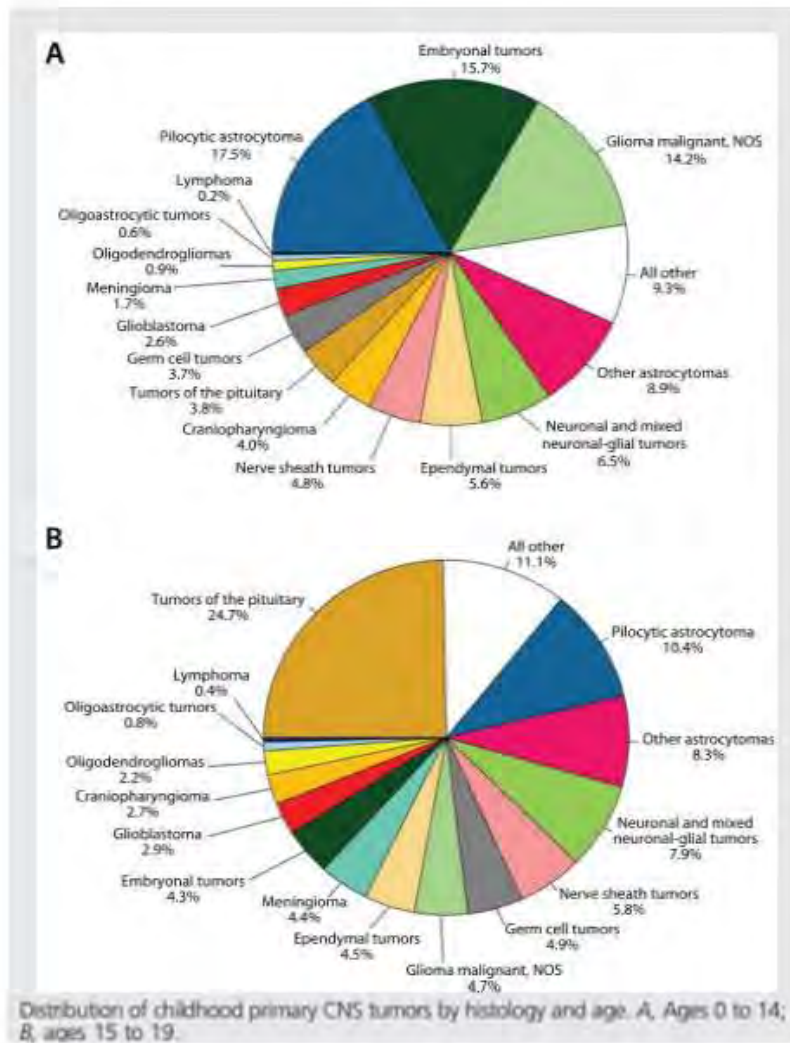 A
Embryonal tumors
15.7%
Pilocytic astrocytoma
17.5%
Glioma malignant, NOS
14.2%
Lymphoma
0.2%
Oligoastrocytic tumors
0.6%
Oligodendrogliomas
0.9%
Meningioma
1.7%
Glioblastoma
2.6%
Germ cell tumors
3.7%
Tumors of the pituitary
3.8%
Craniopharyngioma
4.0%
Nerve sheath tumors
4.8%
Ependymal tumors
5.6%
Neuronal and mixed
neuronal-glial tumors
6.5%
Other astrocytomas
8.9%
All other
9.3%
B
All other
11.1%
Tumors of the pituitary
24.7%
Pilocytic astrocytoma
10.4%
Lymphoma
0.4%
Oligoastrocytic tumors
0.8%
Other astrocytomas
8.3%
Oligodendrogliomas
2.2%
Craniopharyngioma
2.7%
Glioblastoma
2.9%
Neuronal and mixed
neuronal-glial tumors
7.9%
Embryonal tumors
4.3%
Nerve sheath tumors
5.8%
Meningioma
4.4%
Germ cell tumors
4.9%
Ependymal tumors
4.5%
Glioma malignant, NOS
4.7%
Distribution of childhood primary CNS tumors by histology and age. A, Ages 0 to 14;
B, ages 15 to 19.